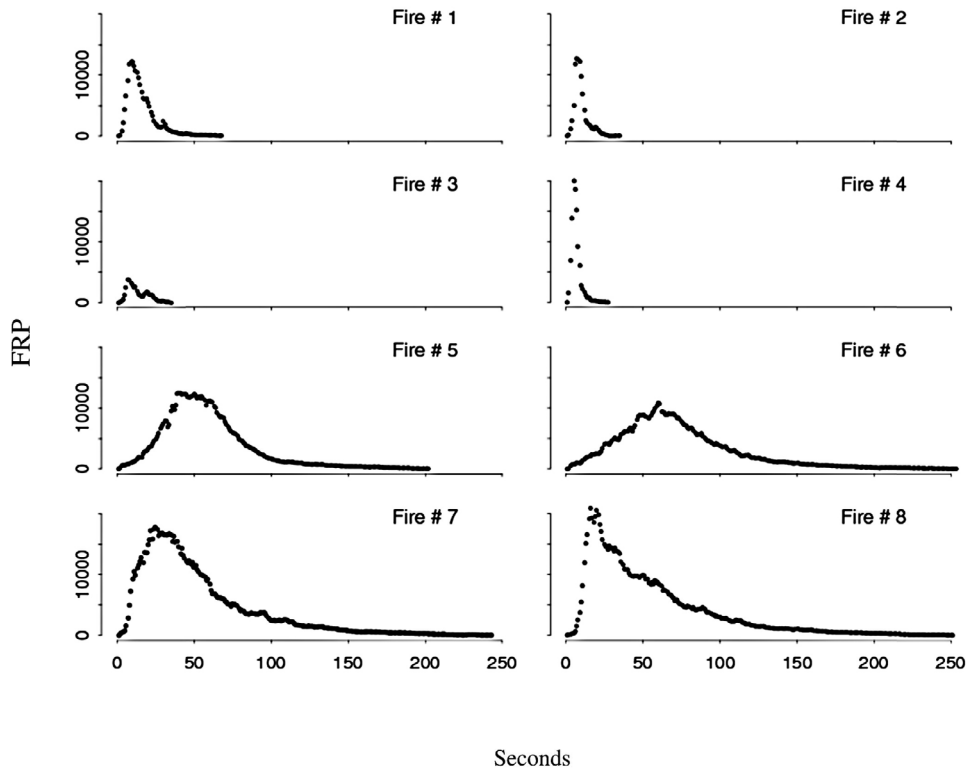 Fire # 1
Fire # 2
10000
0
Fire # 3
Fire # 4
10000
0
FRP
Fire # 5
Fire # 6
10000
0
Fire # 7
Fire # 8
10000
0
0 50 100 150 200 250
0 50 100 150 200 250
Seconds